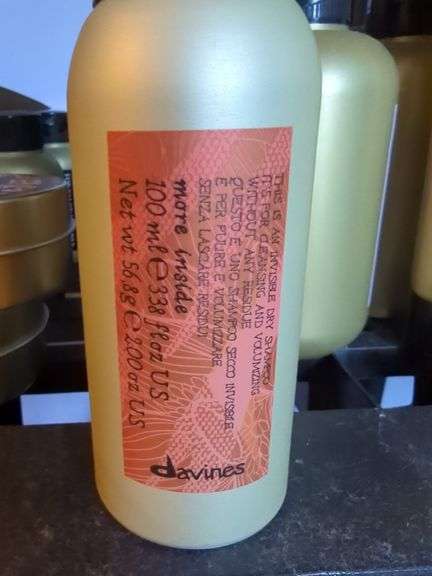 THIS IS AN INVISIBLE DRY SHAMPOO
IT'S FOR CLEANSING AND VOLUMIZING
WITHOUT ANY RESIDUE
QUESTO È UNO SHAMPOO SECCO INVISIBILE
E PER PULIRE E VOLUMIZZARE
SENZA LASCIARE RESIDUI
more inside
100 ml e 3.38 fl oz US
Net wt 56.8g e 2.00 oz US
davines